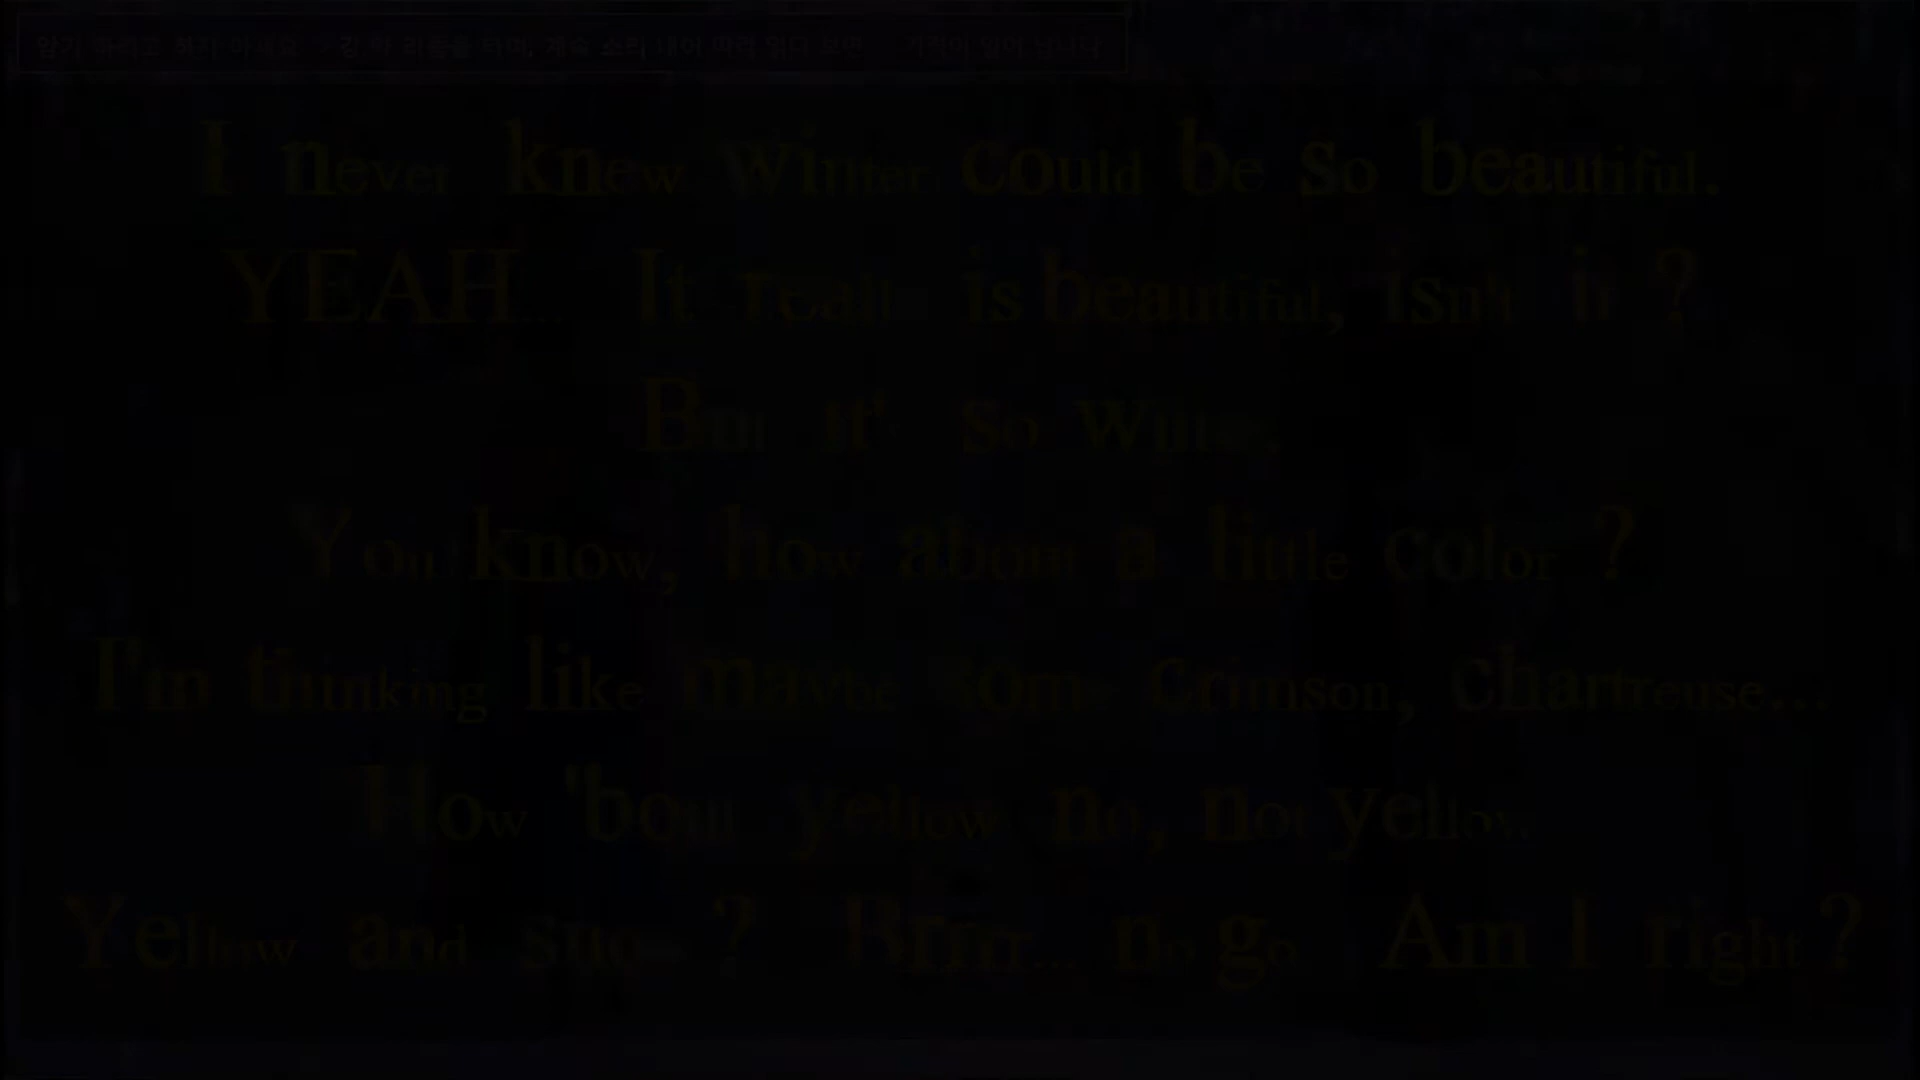 I never knew winter could be so beautiful.
YEAH... It really is beautiful, isn't it ?
But it's so white.
You know, how about a little color ?
I'm thinking like maybe some crimson, chartreuse...
How 'bout yellow no, not yellow
Yellow and snow ? Brrrr... no go Am I right ?